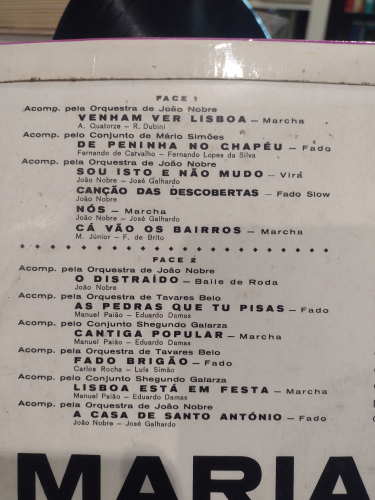 FACE 1
Acomp. pela Orquestra de João Nobre
VENHAM VER LISBOA — Marcha
A. Quatorze – R. Dubini
Acomp. pelo Conjunto de Mário Simões
DE PENINHA NO CHAPÉU — Fado
Fernando de Carvalho – Fernando Lopes da Silva
Acomp. pela Orquestra de João Nobre
SOU ISTO E NÃO MUDO — Vira
João Nobre – José Galhardo
CANÇÃO DAS DESCOBERTAS — Fado Slow
João Nobre
NÓS — Marcha
João Nobre – José Galhardo
CÁ VÃO OS BAIRROS — Marcha
M. Júnior – F. de Brito
FACE 2
Acomp. pela Orquestra de João Nobre
O DISTRAÍDO — Baile de Roda
João Nobre
Accmp. pela Orquestra de Tavares Belo
AS PEDRAS QUE TU PISAS — Fado
Manuel Paião – Eduardo Damas
Acomp. pelo Conjunto Shegundo Galarza
CANTIGA POPULAR — Marcha
Manuel Paião – Eduardo Damas
Acomp. pela Orquestra de Tavares Belo
FADO BRIGÃO — Fado
Carlos Rocha – Luís Simão
Acomp. pelo Conjunto Shegundo Galarza
LISBOA ESTÁ EM FESTA — Marcha
Manuel Paião – Eduardo Damas
Acomp. pela Orquestra de João Nobre
A CASA DE SANTO ANTÓNIO — Fado
João Nobre – José Galhardo
MARIA